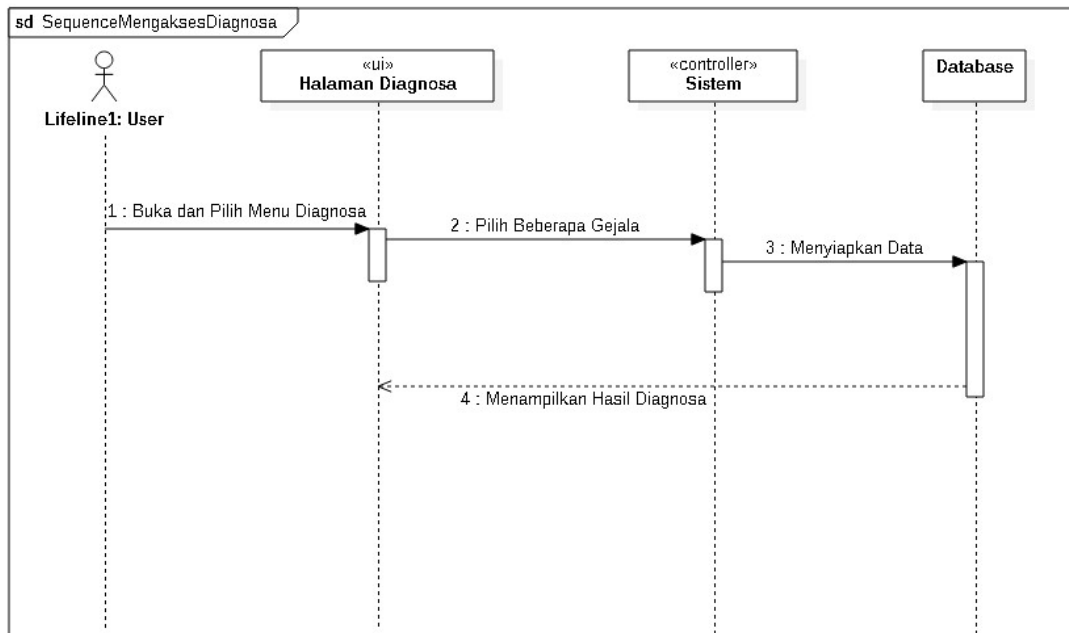 sd SequenceMengaksesDiagnosa
Lifeline1: User
«ui»
Halaman Diagnosa
«controller»
Sistem
Database
1 : Buka dan Pilih Menu Diagnosa
2 : Pilih Beberapa Gejala
3 : Menyiapkan Data
4 : Menampilkan Hasil Diagnosa